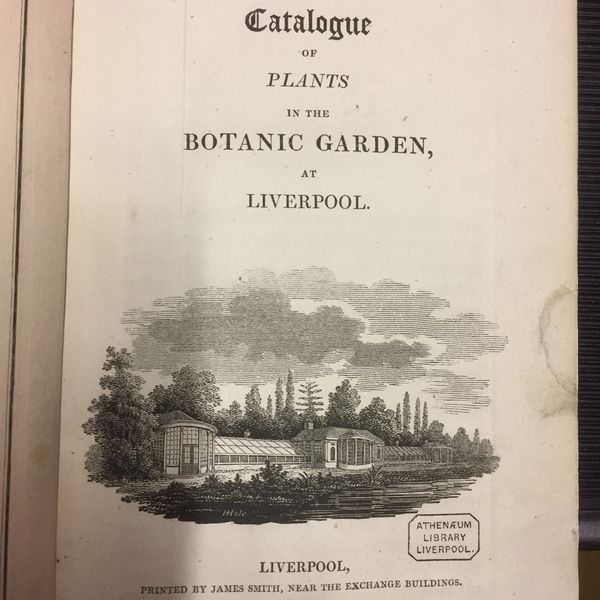 Catalogue
OF
PLANTS
IN THE
BOTANIC GARDEN,
AT
LIVERPOOL.
HHole
ATHENÆUM
LIBRARY
LIVERPOOL.
LIVERPOOL,
PRINTED BY JAMES SMITH, NEAR THE EXCHANGE BUILDINGS.